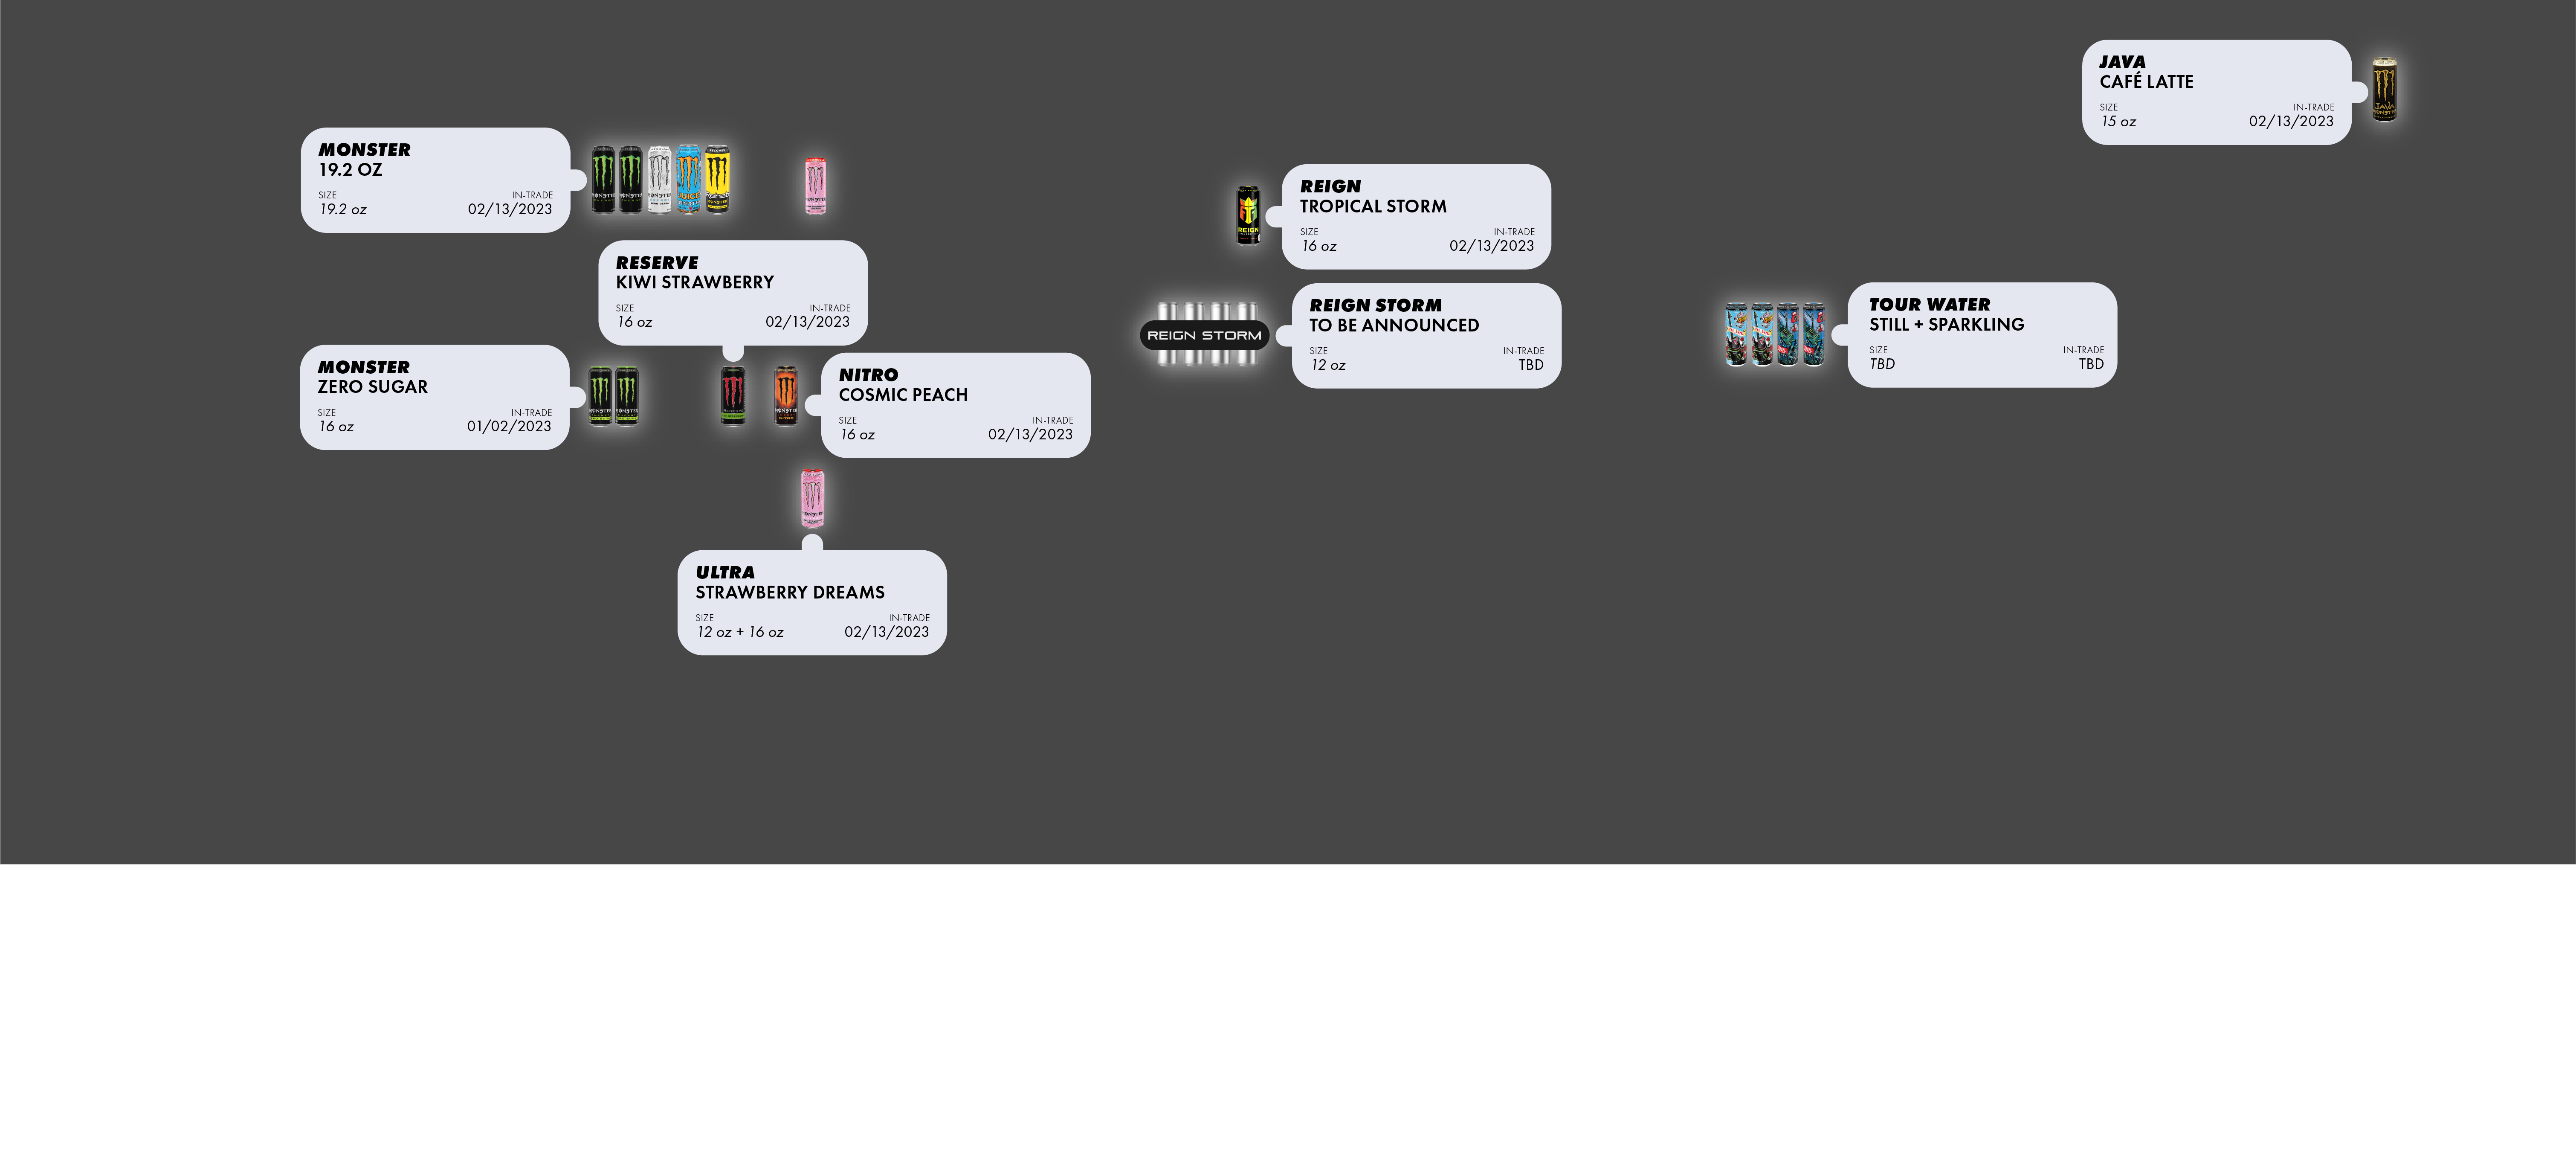 JAVA
CAFÉ LATTE
SIZE IN-TRADE
15 oz 02/13/2023
MONSTER
19.2 OZ
SIZE IN-TRADE
19.2 oz 02/13/2023
REIGN
TROPICAL STORM
SIZE IN-TRADE
16 oz 02/13/2023
RESERVE
KIWI STRAWBERRY
SIZE IN-TRADE
16 oz 02/13/2023
REIGN STORM
REIGN STORM
TO BE ANNOUNCED
SIZE IN-TRADE
12 oz TBD
TOUR WATER
STILL + SPARKLING
SIZE IN-TRADE
TBD TBD
MONSTER
ZERO SUGAR
SIZE IN-TRADE
16 oz 01/02/2023
NITRO
COSMIC PEACH
SIZE IN-TRADE
16 oz 02/13/2023
ULTRA
STRAWBERRY DREAMS
SIZE IN-TRADE
12 oz + 16 oz 02/13/2023